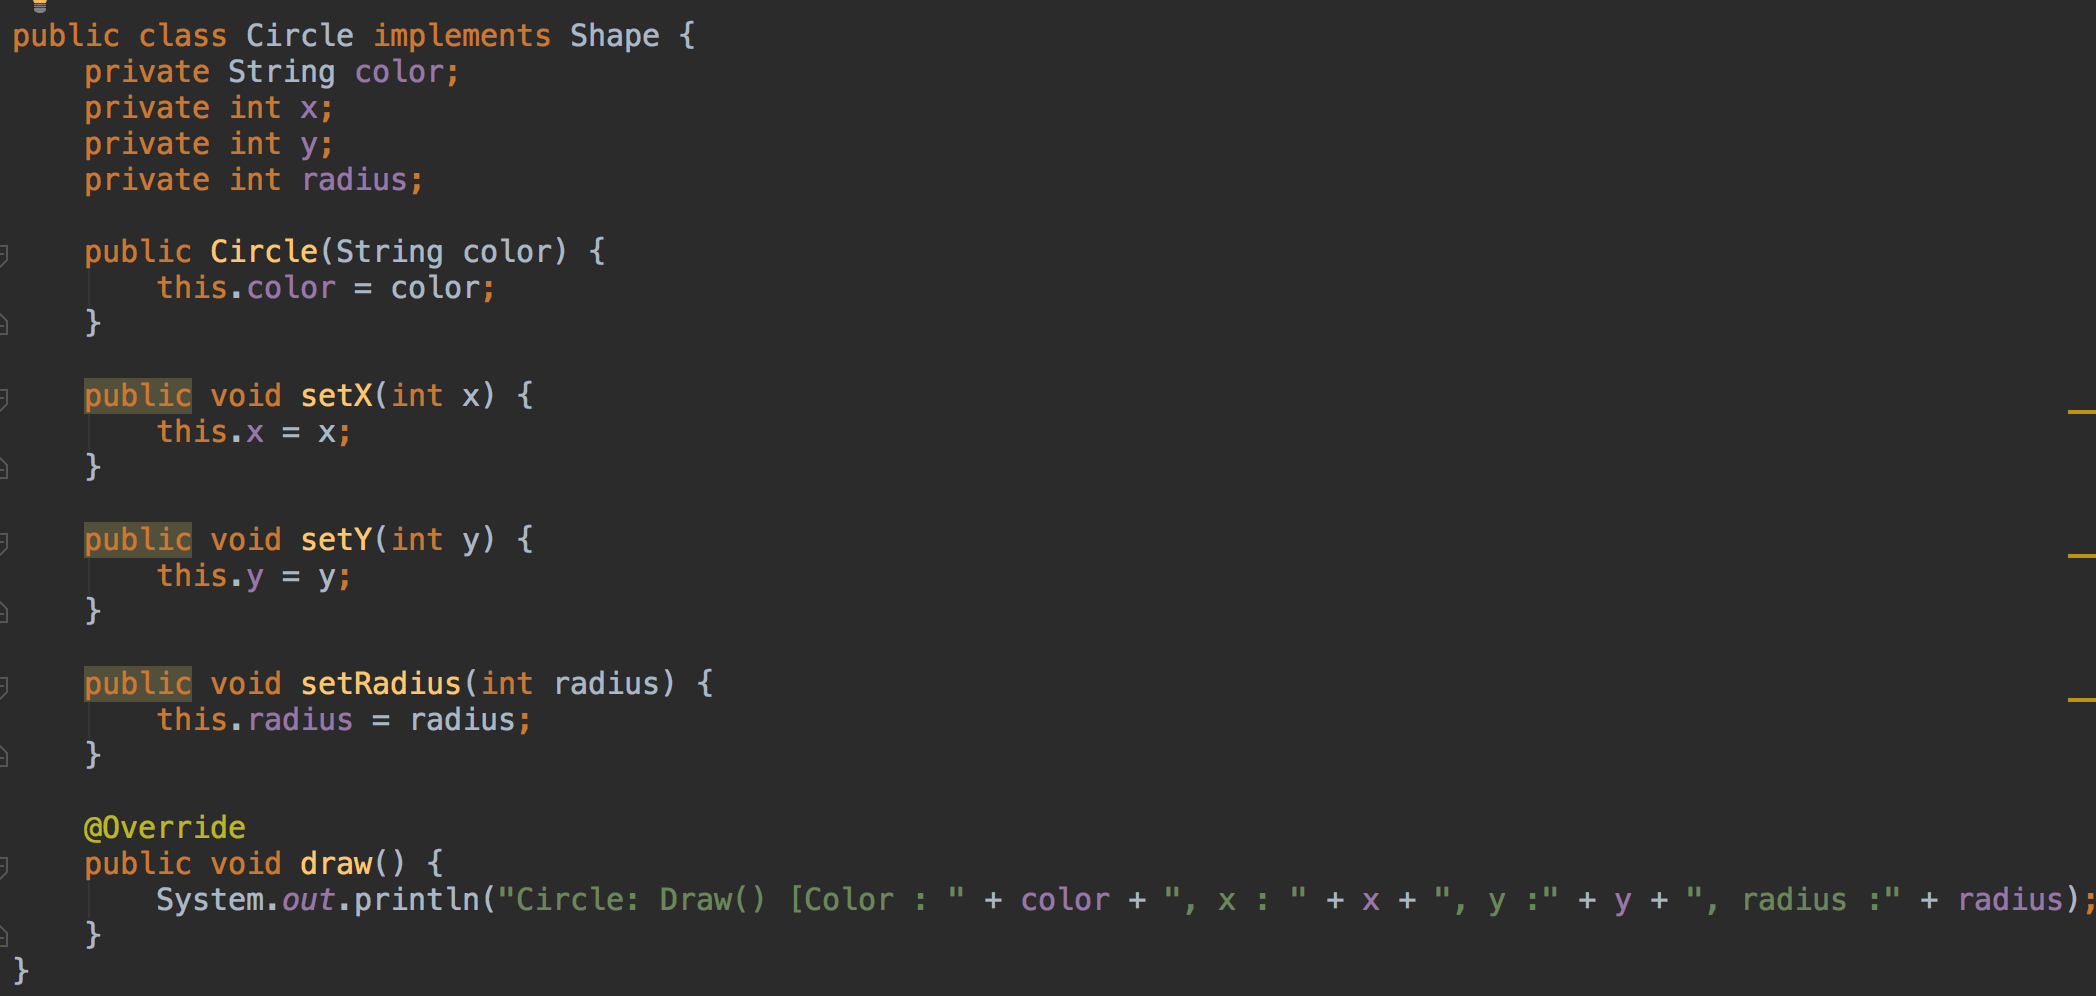 public class Circle implements Shape {
    private String color;
    private int x;
    private int y;
    private int radius;
    public Circle(String color) {
        this.color = color;
    }
    public void setX(int x) {
        this.x = x;
    }
    public void setY(int y) {
        this.y = y;
    }
    public void setRadius(int radius) {
        this.radius = radius;
    }
    @Override
    public void draw() {
        System.out.println("Circle: Draw() [Color : " + color + ", x : " + x + ", y :" + y + ", radius :" + radius);
    }
}